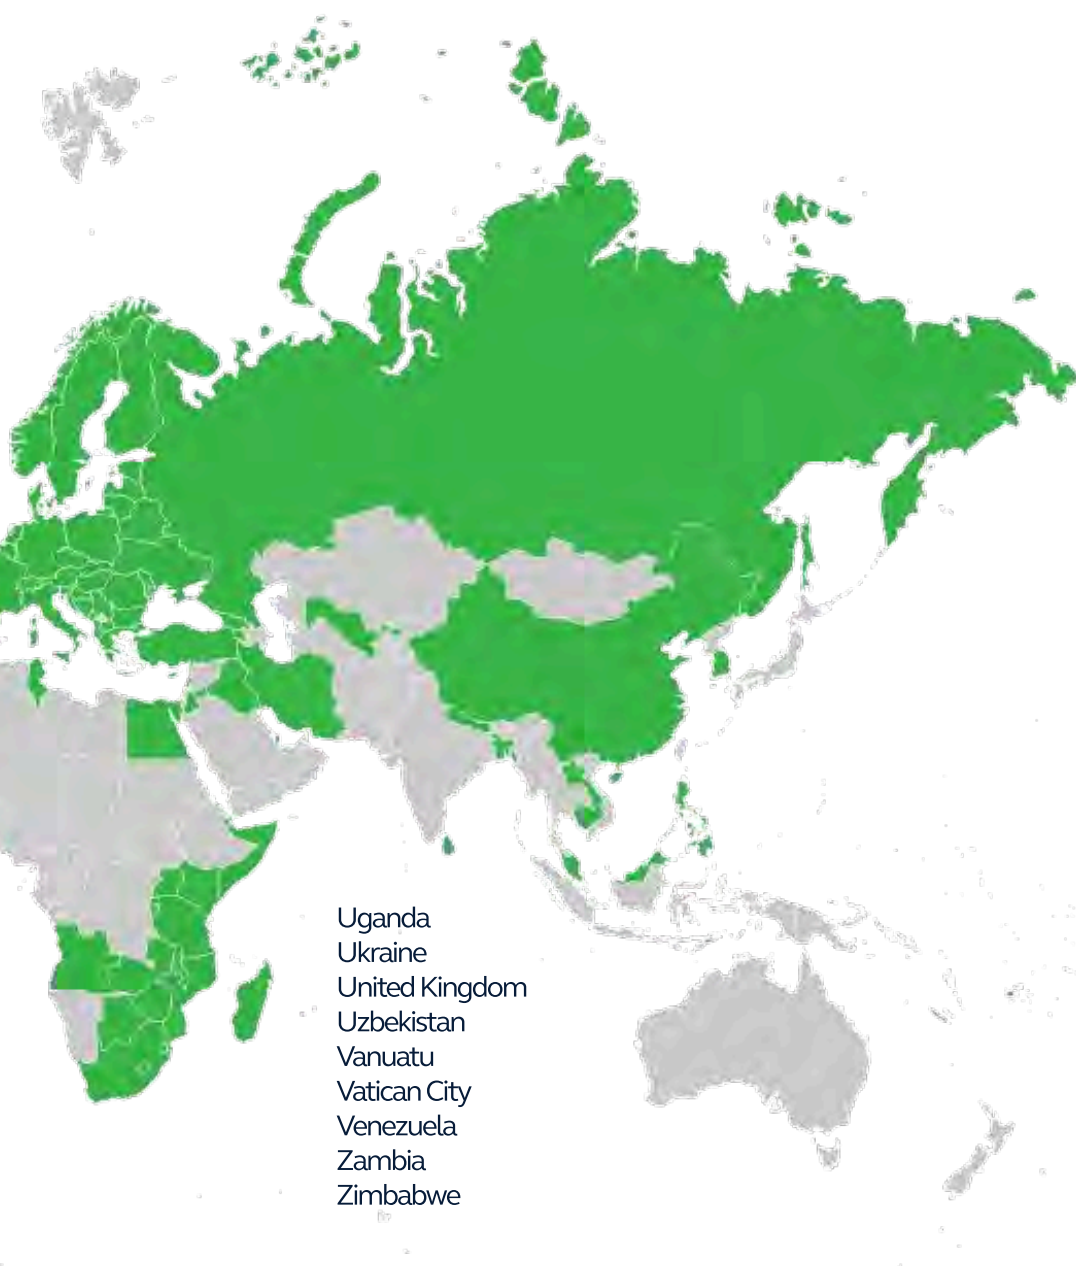 Uganda
Ukraine
United Kingdom
Uzbekistan
Vanuatu
Vatican City
Venezuela
Zambia
Zimbabwe